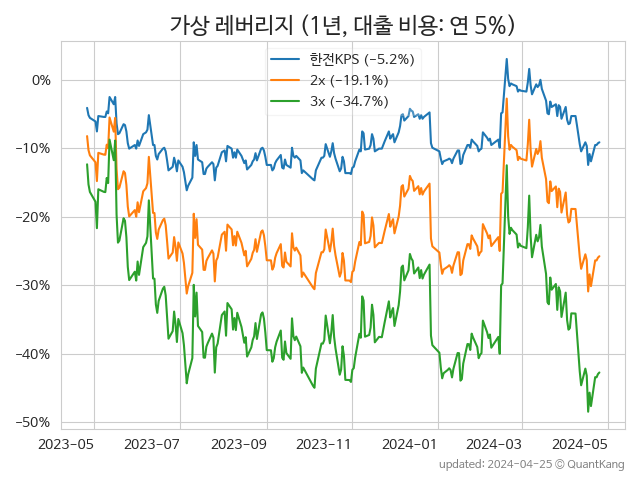 가상 레버리지 (1년, 대출 비용: 연 5%)
한전KPS (−5.2%)
2x (−19.1%)
3x (−34.7%)
0%
−10%
−20%
−30%
−40%
−50%
2023-05 2023-07 2023-09 2023-11 2024-01 2024-03 2024-05
updated: 2024-04-25 © QuantKang